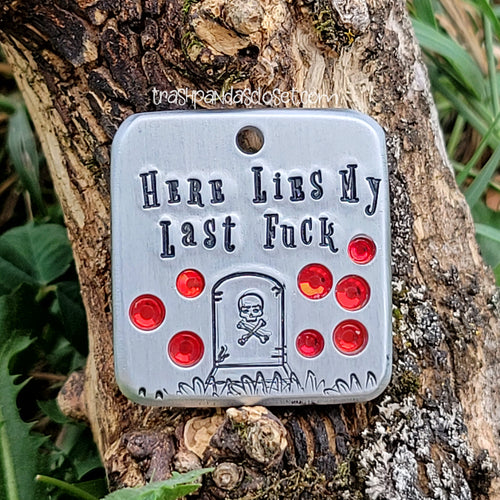 trashpandascloset.com
Here Lies My
Last Fuck